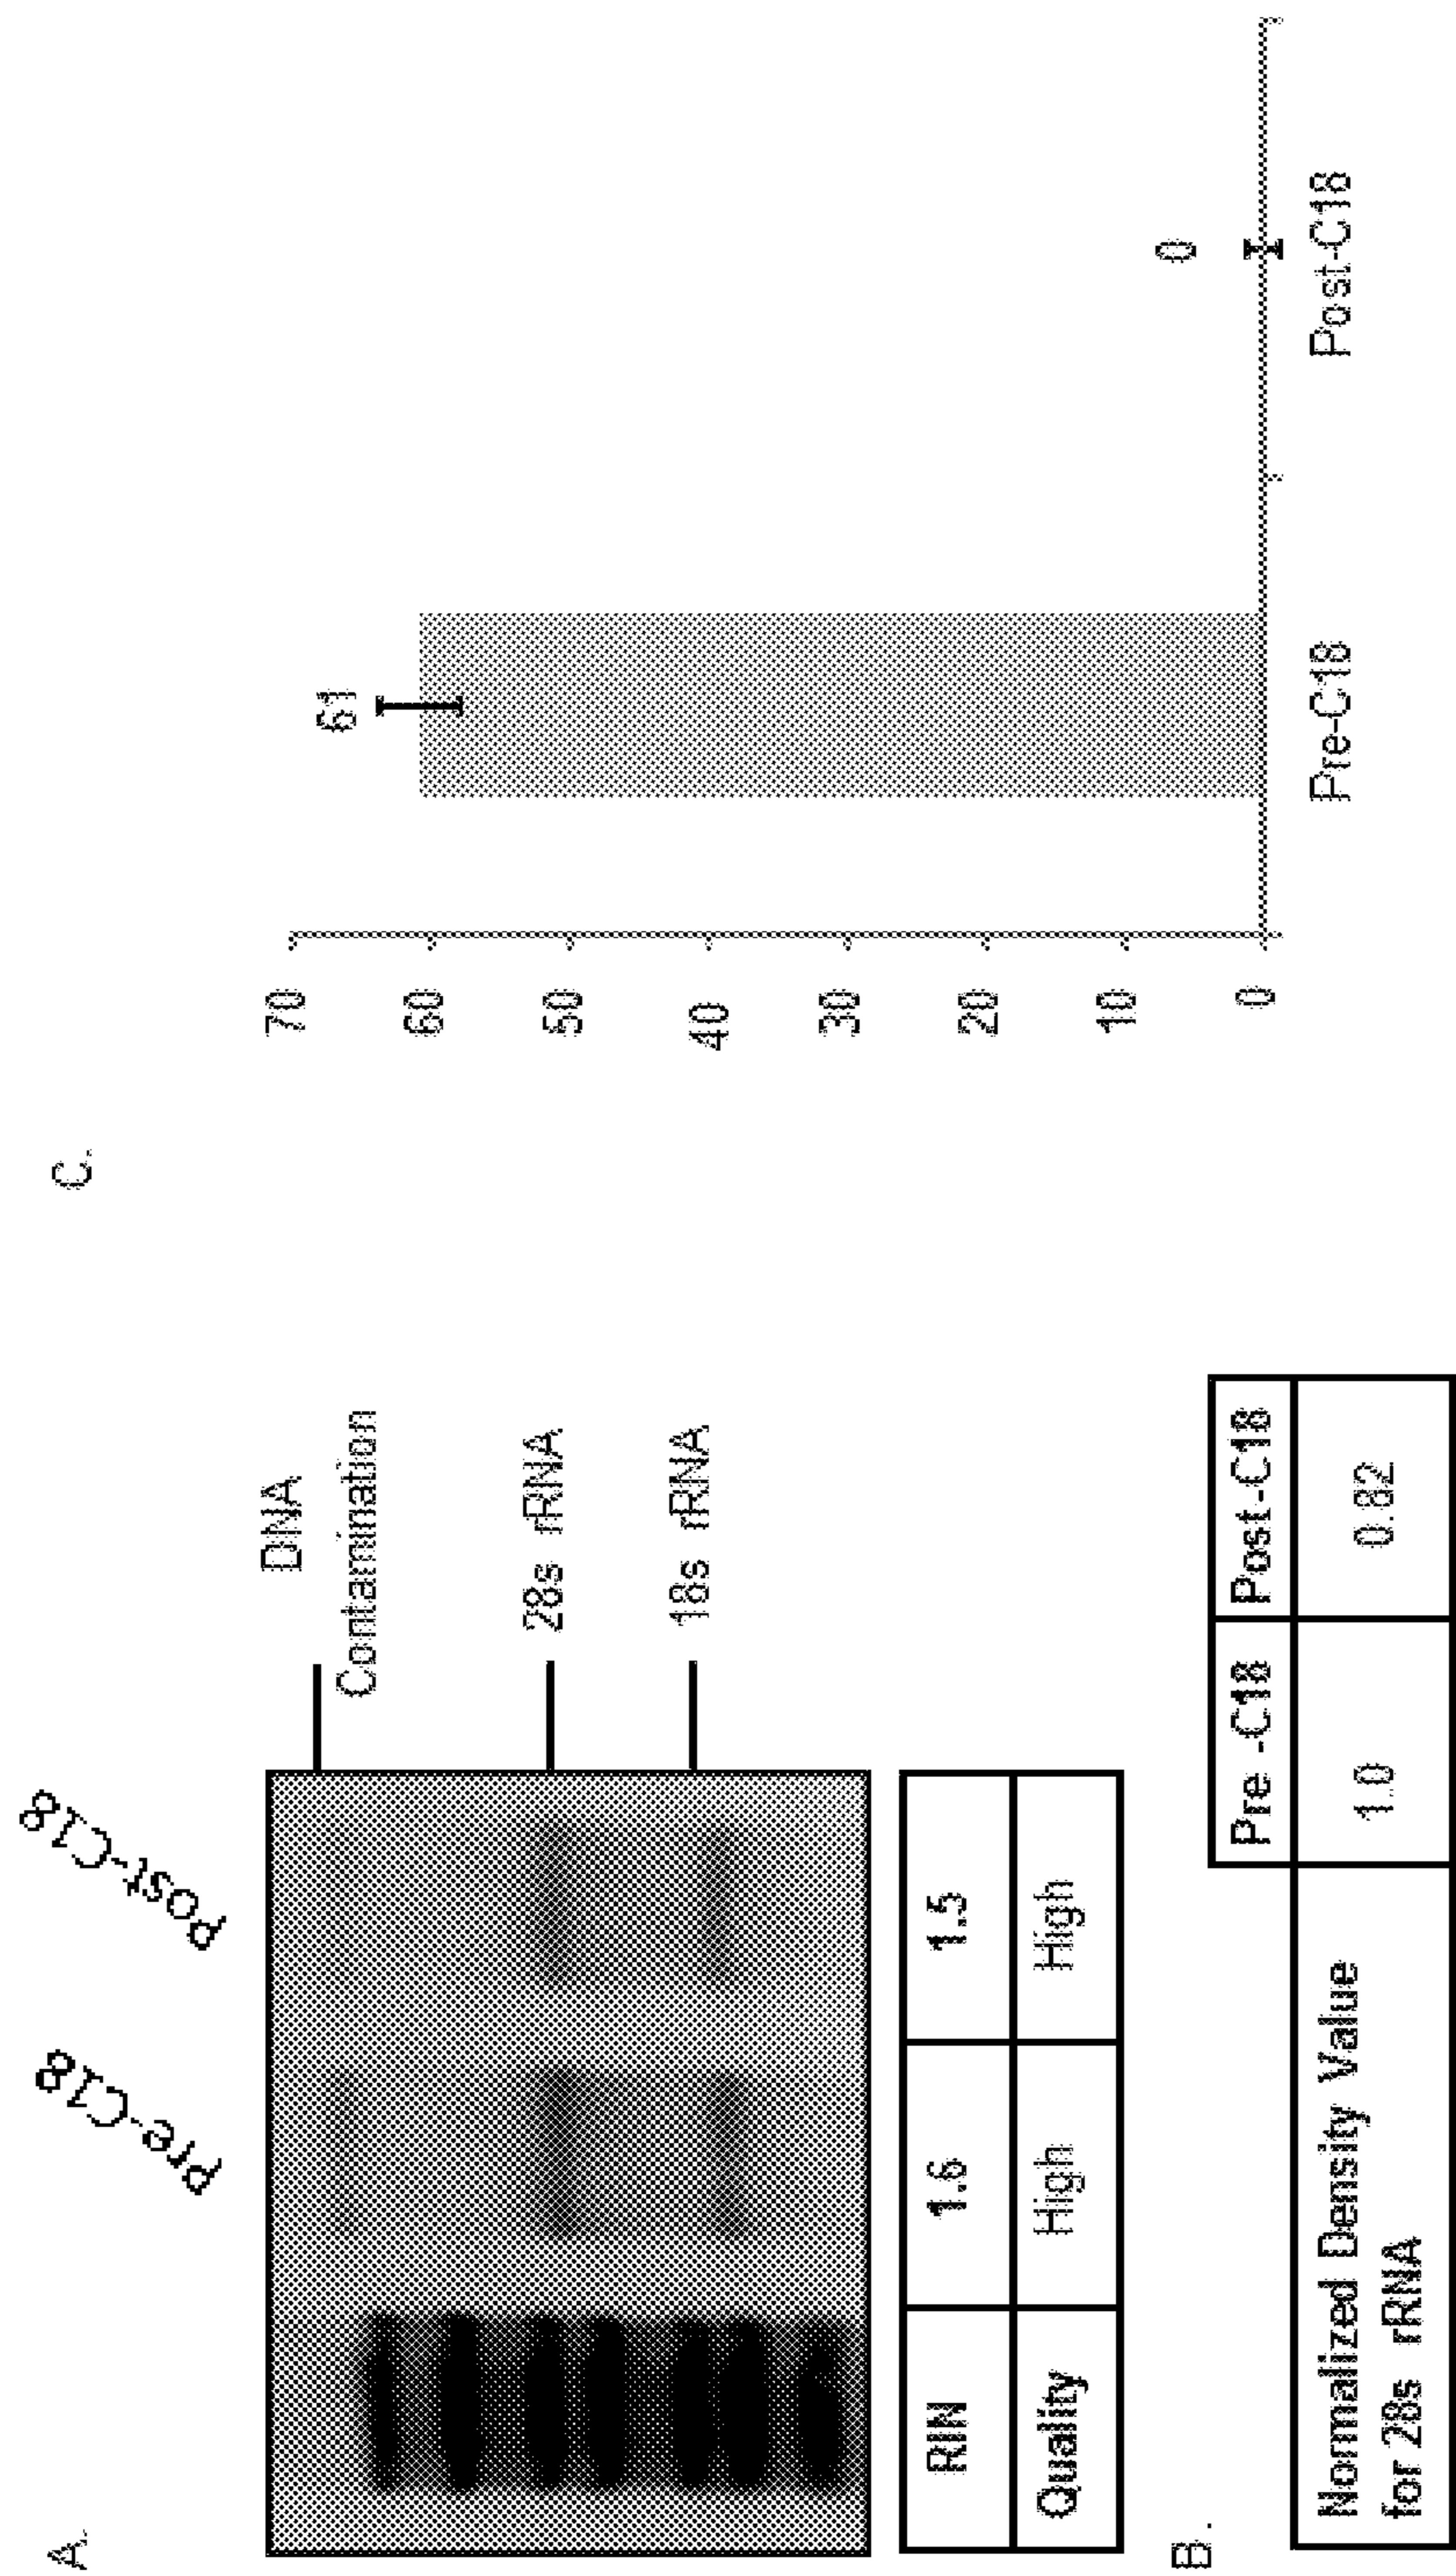 A.
pre-C18
post-C18
DNA
Contamination
28s rRNA
18s rRNA
RIN 1.6 1.5
Quality High High
B.
Pre -C18 Post-C18
Normalized Density Value
for 28s rRNA
1.0 0.82
C.
70
60
50
40
30
20
10
0
61
0
Pre-C18 Post-C18